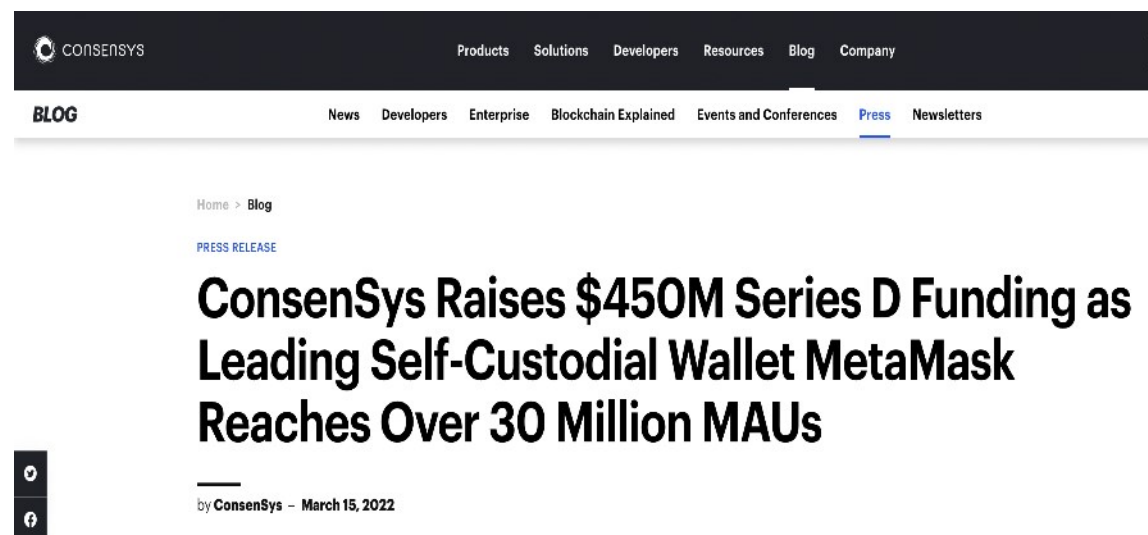 CONSENSYS
Products Solutions Developers Resources Blog Company
BLOG
News Developers Enterprise Blockchain Explained Events and Conferences Press Newsletters
Home > Blog
PRESS RELEASE
ConsenSys Raises $450M Series D Funding as
Leading Self-Custodial Wallet MetaMask
Reaches Over 30 Million MAUs
by ConsenSys – March 15, 2022